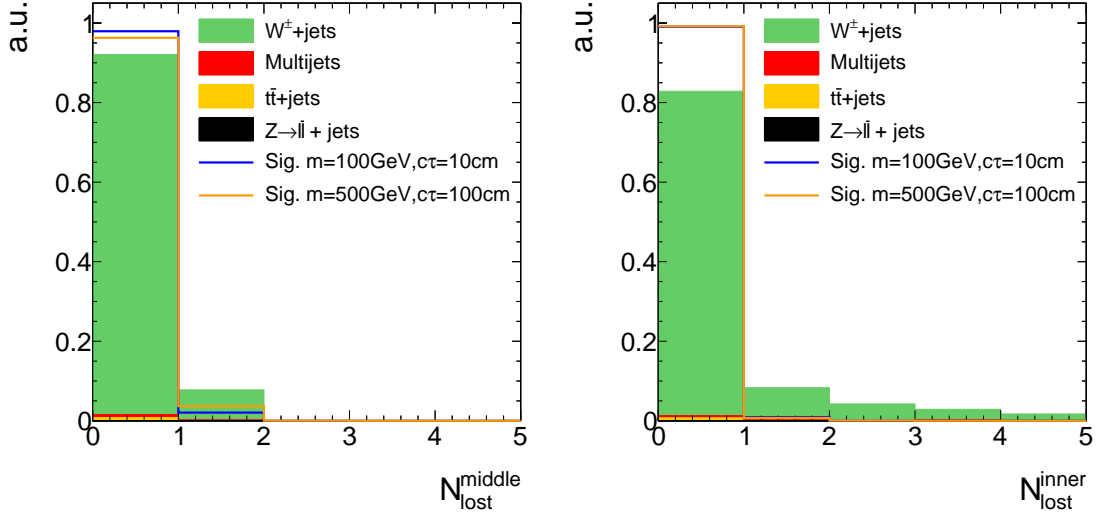 a.u.
1
0.8
0.6
0.4
0.2
0
W±+jets
Multijets
tt̄+jets
Z→ll̄ + jets
Sig. m=100GeV,cτ=10cm
Sig. m=500GeV,cτ=100cm
0 1 2 3 4 5
N^middle_lost
a.u.
1
0.8
0.6
0.4
0.2
0
W±+jets
Multijets
tt̄+jets
Z→ll̄ + jets
Sig. m=100GeV,cτ=10cm
Sig. m=500GeV,cτ=100cm
0 1 2 3 4 5
N^inner_lost